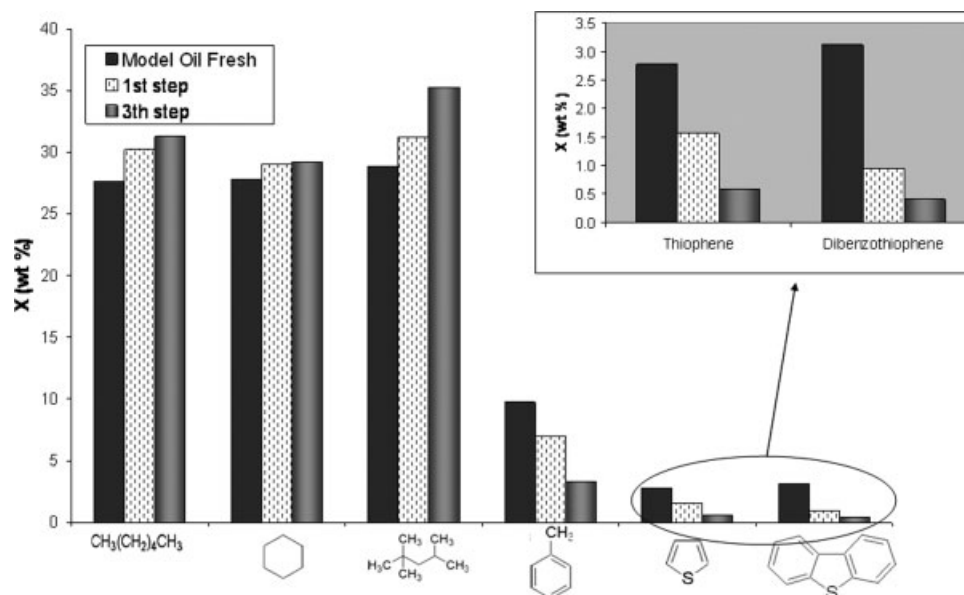 40
35
30
25
20
15
10
5
0
X (wt %)
Model Oil Fresh
1st step
3th step
3.5
3.0
2.5
2.0
1.5
1.0
0.5
0.0
X (wt %)
Thiophene
Dibenzothiophene
CH₃(CH₂)₄CH₃
CH₃ CH₃
H₃C CH₃
CH₃
CH₃
S
S